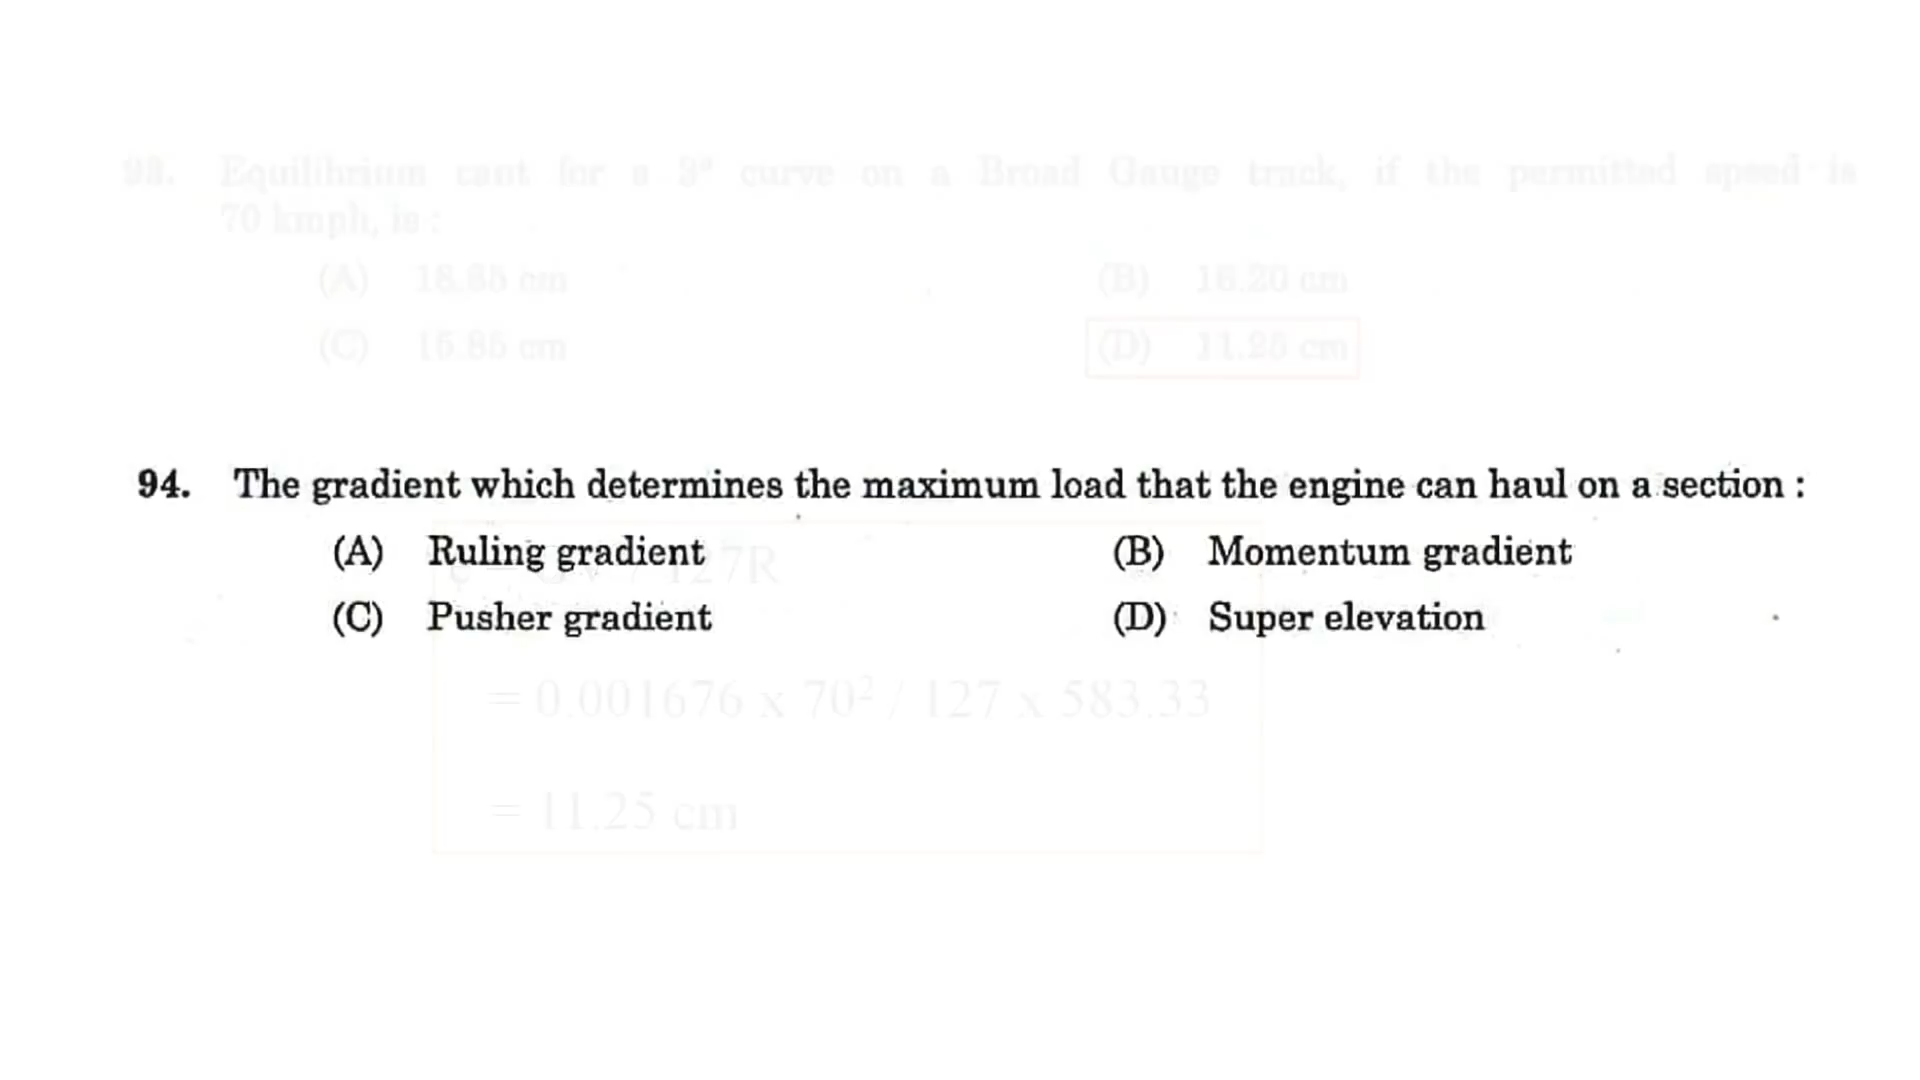 93. Equilibrium cant for a 3° curve on a Broad Gauge track, if the permitted speed is
70 kmph, is :
(A) 18.85 cm (B) 16.20 cm
(C) 15.85 cm (D) 11.25 cm
94. The gradient which determines the maximum load that the engine can haul on a section :
(A) Ruling gradient (B) Momentum gradient
127R
(C) Pusher gradient (D) Super elevation
= 0.001676 x 70² / 127 x 583.33
= 11.25 cm